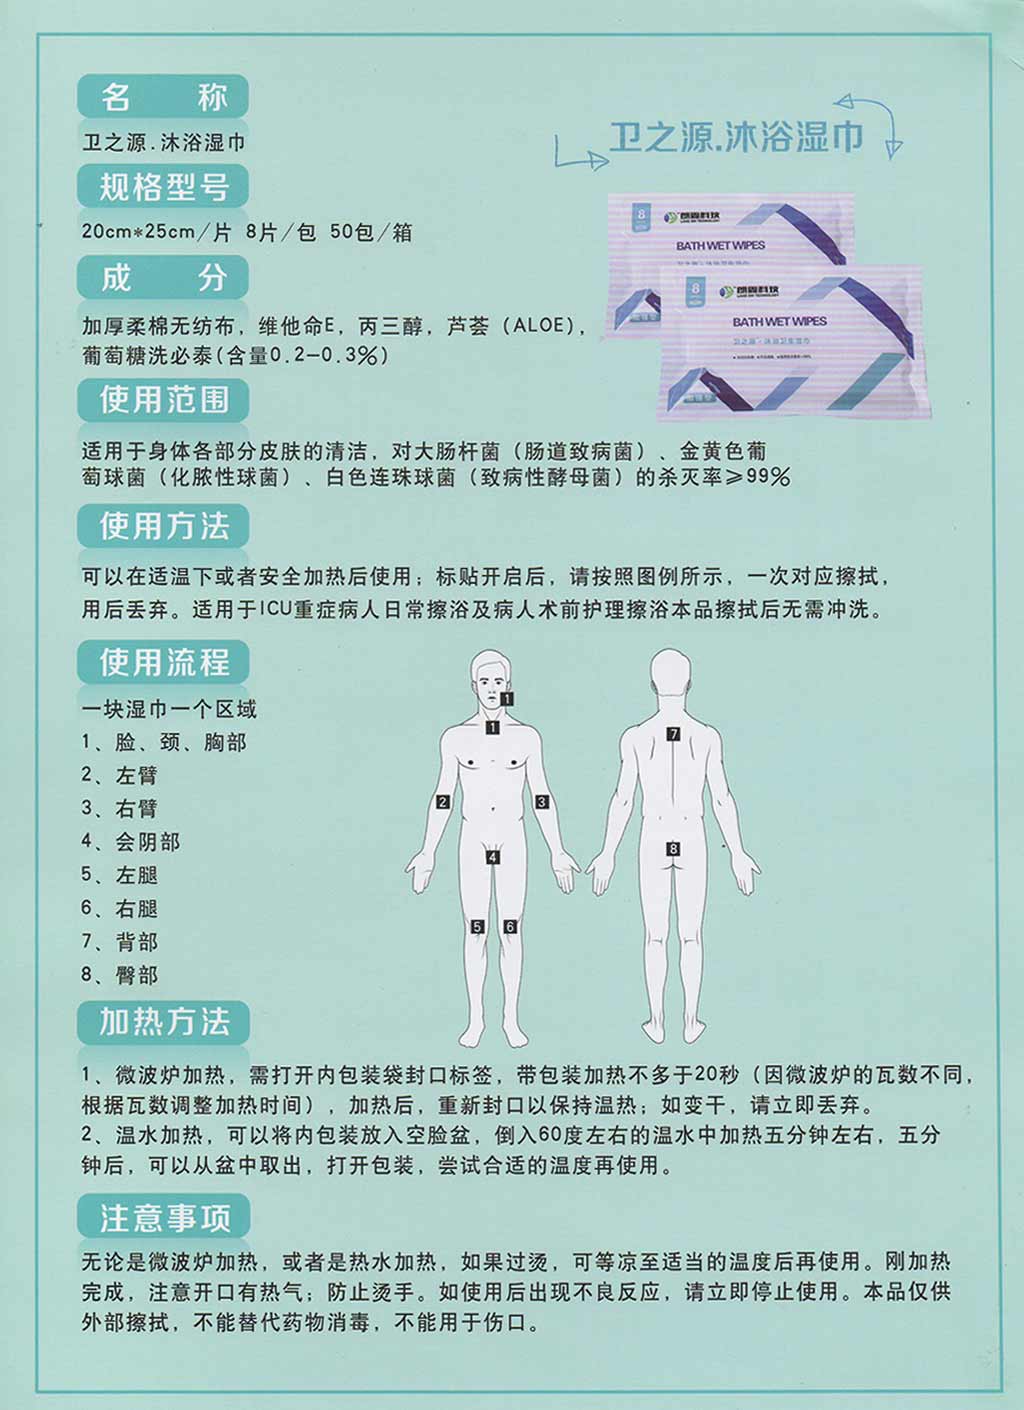 名 称
卫之源.沐浴湿巾
卫之源.沐浴湿巾
规格型号
20cm*25cm/片 8片/包 50包/箱
8
朗索科技
BATH WET WIPES
8
BATH WET WIPES
卫之源·沐浴卫生湿巾
成 分
加厚柔棉无纺布，维他命E，丙三醇，芦荟（ALOE），
葡萄糖洗必泰(含量0.2—0.3%)
使用范围
适用于身体各部分皮肤的清洁，对大肠杆菌（肠道致病菌）、金黄色葡
萄球菌（化脓性球菌）、白色连珠球菌（致病性酵母菌）的杀灭率≥99%
使用方法
可以在适温下或者安全加热后使用；标贴开启后，请按照图例所示，一次对应擦拭，
用后丢弃。适用于ICU重症病人日常擦浴及病人术前护理擦浴本品擦拭后无需冲洗。
使用流程
一块湿巾一个区域
1、脸、颈、胸部
2、左臂
3、右臂
4、会阴部
5、左腿
6、右腿
7、背部
8、臀部
1
1
7
2
3
4
8
5
6
加热方法
1、微波炉加热，需打开内包装袋封口标签，带包装加热不多于20秒（因微波炉的瓦数不同，
根据瓦数调整加热时间），加热后，重新封口以保持温热；如变干，请立即丢弃。
2、温水加热，可以将内包装放入空脸盆，倒入60度左右的温水中加热五分钟左右，五分
钟后，可以从盆中取出，打开包装，尝试合适的温度再使用。
注意事项
无论是微波炉加热，或者是热水加热，如果过烫，可等凉至适当的温度后再使用。刚加热
完成，注意开口有热气；防止烫手。如使用后出现不良反应，请立即停止使用。本品仅供
外部擦拭，不能替代药物消毒，不能用于伤口。